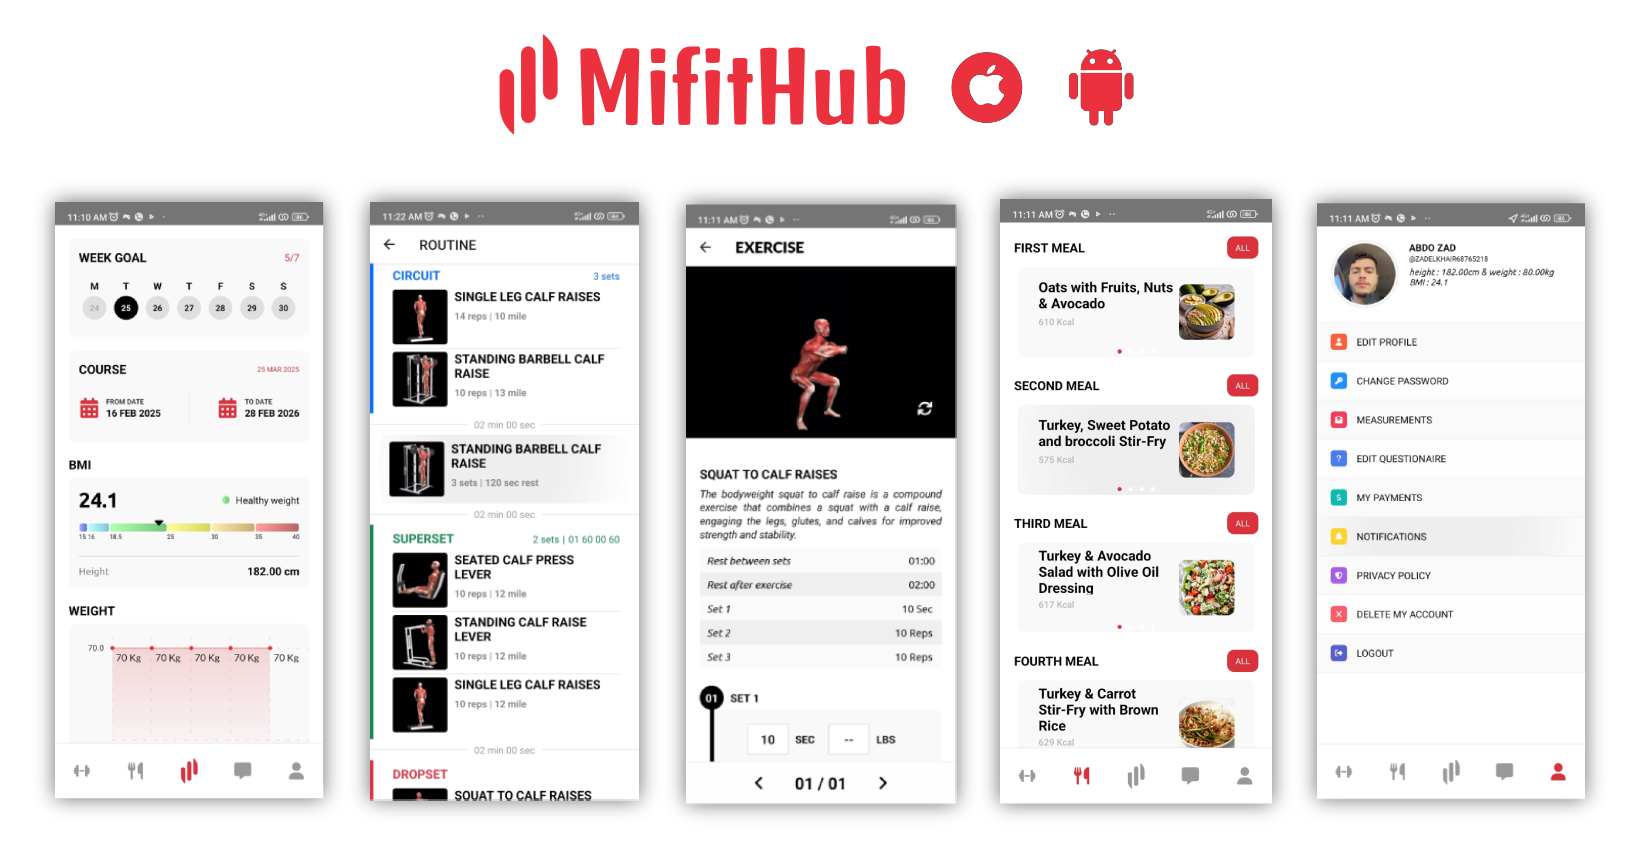 MifitHub
11:10 AM
WEEK GOAL 5/7
M T W T F S S
24 25 26 27 28 29 30
COURSE 25 MAR 2025
FROM DATE
16 FEB 2025
TO DATE
28 FEB 2026
BMI
24.1 Healthy weight
15 16 18.5 25 30 35 40
Height 182.00 cm
WEIGHT
70.0
70 Kg 70 Kg 70 Kg 70 Kg 70 Kg
11:22 AM
ROUTINE
CIRCUIT 3 sets
SINGLE LEG CALF RAISES
14 reps | 10 mile
STANDING BARBELL CALF
RAISE
10 reps | 13 mile
02 min 00 sec
STANDING BARBELL CALF
RAISE
3 sets | 120 sec rest
02 min 00 sec
SUPERSET 2 sets | 01 60 00 60
SEATED CALF PRESS
LEVER
10 reps | 12 mile
STANDING CALF RAISE
LEVER
10 reps | 12 mile
SINGLE LEG CALF RAISES
10 reps | 12 mile
02 min 00 sec
DROPSET
SQUAT TO CALF RAISES
11:11 AM
EXERCISE
SQUAT TO CALF RAISES
The bodyweight squat to calf raise is a compound
exercise that combines a squat with a calf raise,
engaging the legs, glutes, and calves for improved
strength and stability.
Rest between sets 01:00
Rest after exercise 02:00
Set 1 10 Sec
Set 2 10 Reps
Set 3 10 Reps
01 SET 1
10 SEC -- LBS
01 / 01
11:11 AM
FIRST MEAL ALL
Oats with Fruits, Nuts
& Avocado
610 Kcal
SECOND MEAL ALL
Turkey, Sweet Potato
and broccoli Stir-Fry
575 Kcal
THIRD MEAL ALL
Turkey & Avocado
Salad with Olive Oil
Dressing
617 Kcal
FOURTH MEAL ALL
Turkey & Carrot
Stir-Fry with Brown
Rice
629 Kcal
11:11 AM
ABDO ZAD
@ZADELKHAIR68765218
height : 182.00cm & weight : 80.00kg
BMI : 24.1
EDIT PROFILE
CHANGE PASSWORD
MEASUREMENTS
EDIT QUESTIONAIRE
MY PAYMENTS
NOTIFICATIONS
PRIVACY POLICY
DELETE MY ACCOUNT
LOGOUT